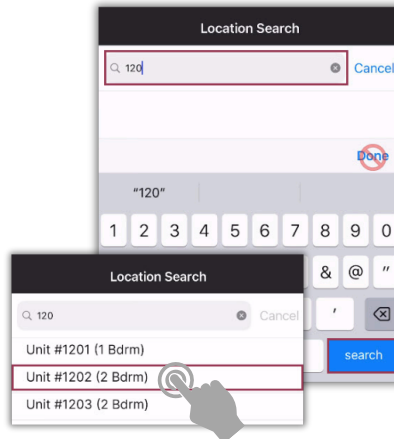 Location Search
120
Cancel
Done
"120"
1 2 3 4 5 6 7 8 9 0
& @ "
'
search
Location Search
120
Cancel
Unit #1201 (1 Bdrm)
Unit #1202 (2 Bdrm)
Unit #1203 (2 Bdrm)